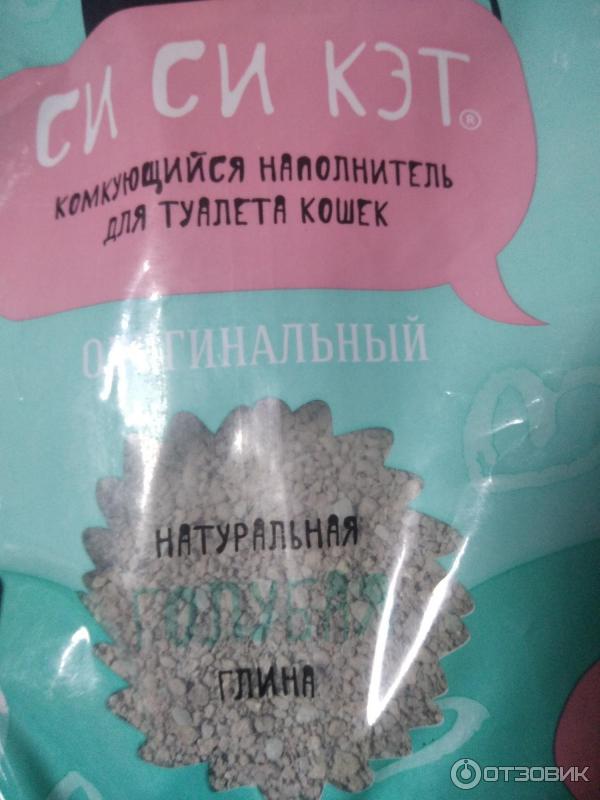 СИ СИ КЭТ®
КОМКУЮЩИЙСЯ НАПОЛНИТЕЛЬ
ДЛЯ ТУАЛЕТА КОШЕК
ОРИГИНАЛЬНЫЙ
НАТУРАЛЬНАЯ
ГОЛУБАЯ
ГЛИНА
ОТЗОВИК